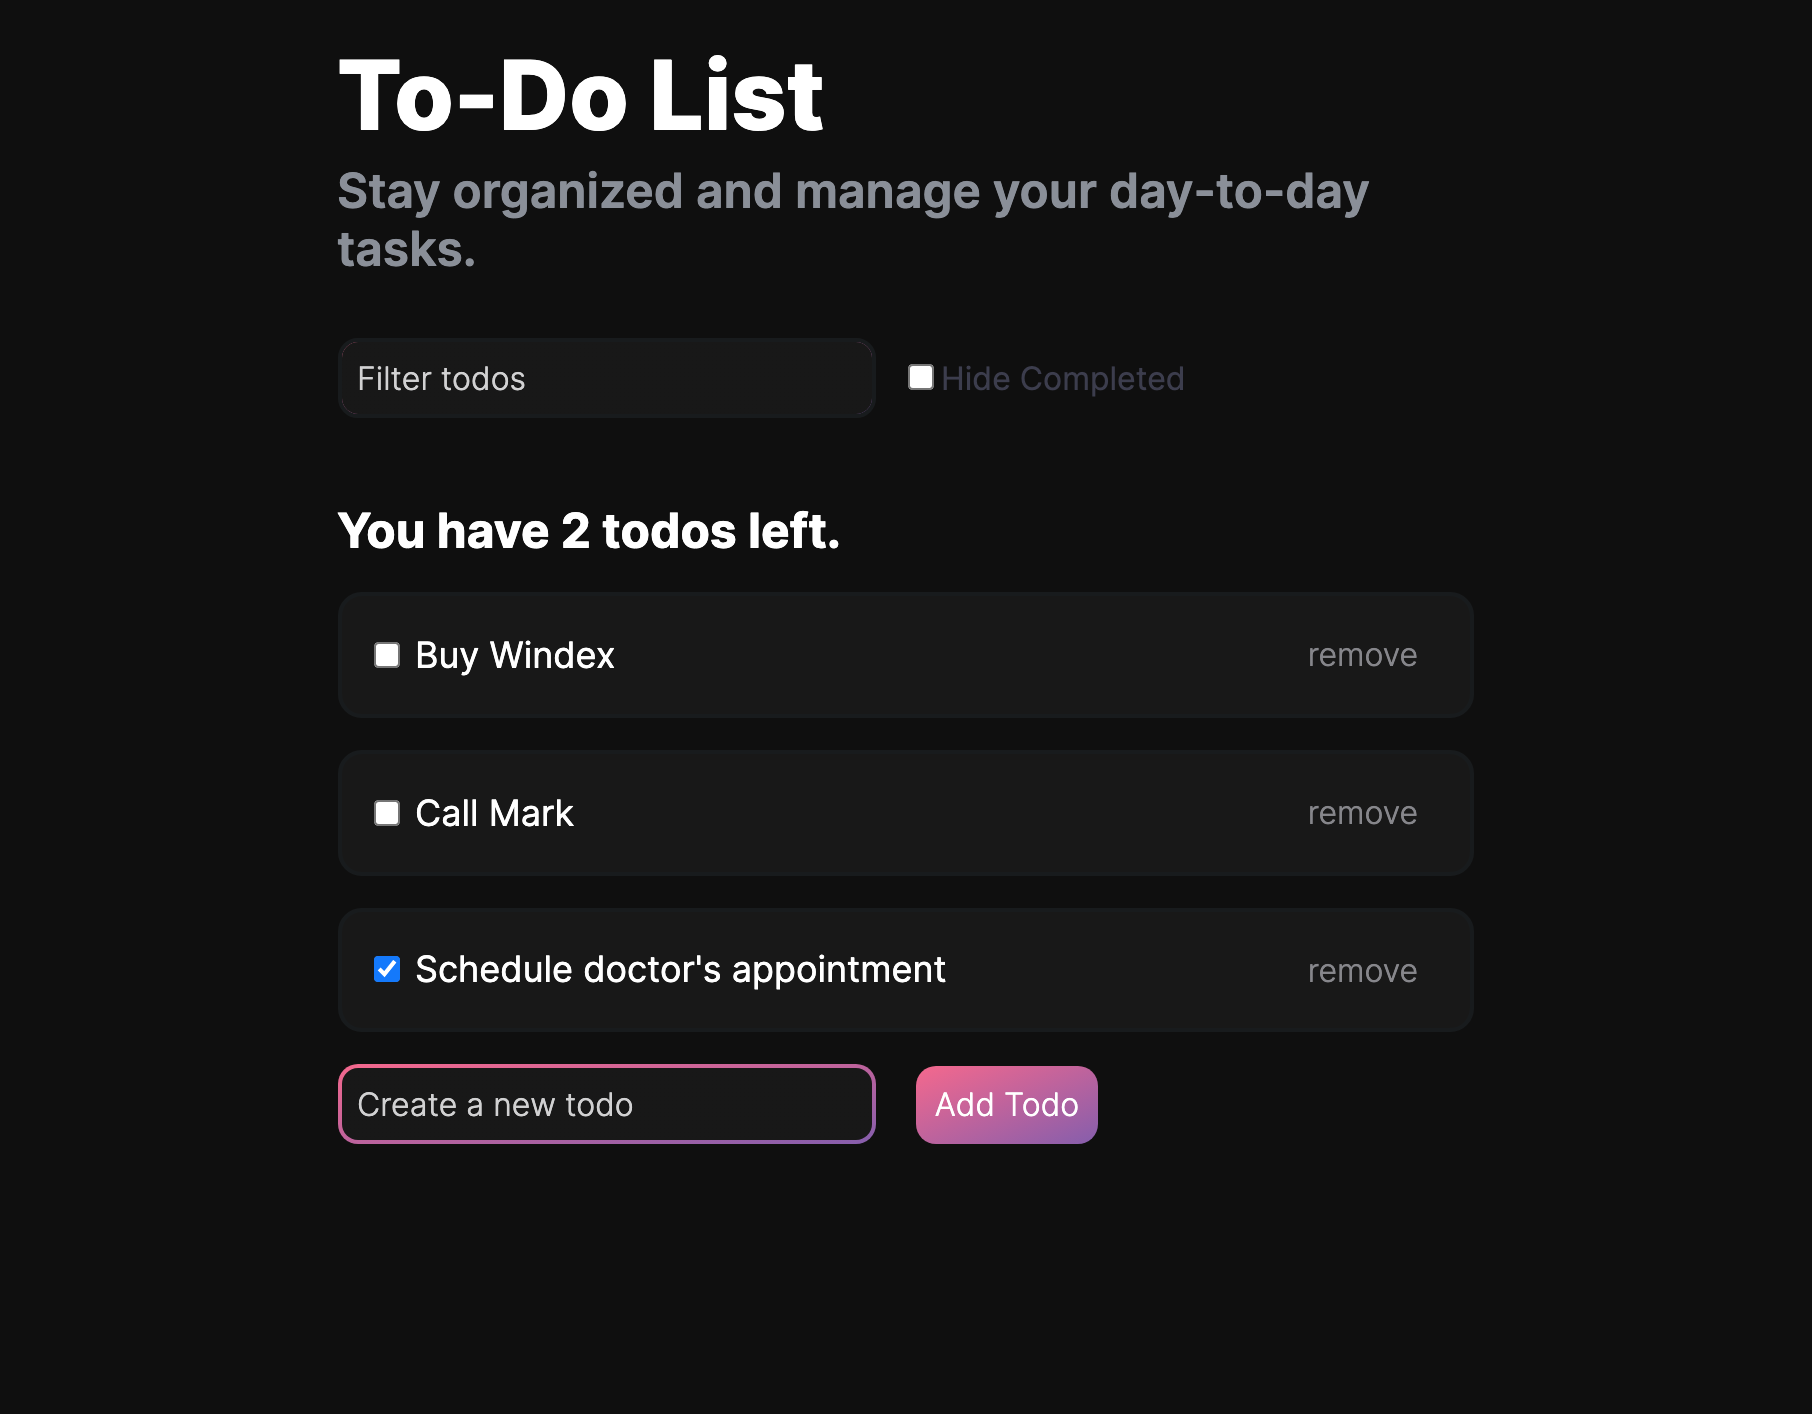 To-Do List
Stay organized and manage your day-to-day
tasks.
Filter todos
Hide Completed
You have 2 todos left.
Buy Windex
remove
Call Mark
remove
Schedule doctor's appointment
remove
Create a new todo
Add Todo